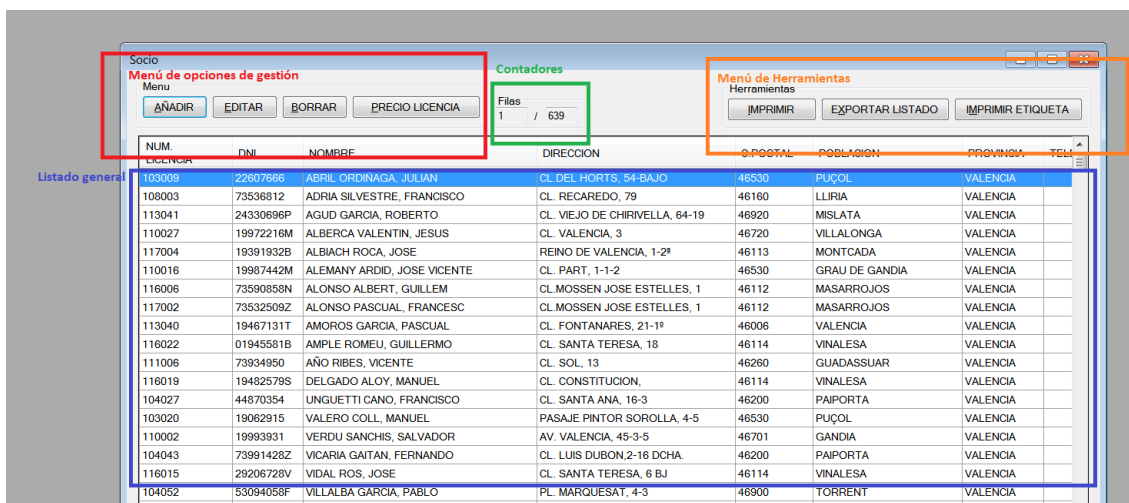 Socio
Menú de opciones de gestión
Contadores
Menú de Herramientas
Menu
Herramientas
AÑADIR EDITAR BORRAR PRECIO LICENCIA
Filas
1 / 639
IMPRIMIR EXPORTAR LISTADO IMPRIMIR ETIQUETA
NUM. LICENCIA DNI NOMBRE DIRECCION C.POSTAL POBLACION PROVINCIA
Listado general
103009 22607666 ABRIL ORDINAGA, JULIAN CL.DEL HORTS, 54-BAJO 46530 PUÇOL VALENCIA
108003 73536812 ADRIA SILVESTRE, FRANCISCO CL. RECAREDO, 79 46160 LLIRIA VALENCIA
113041 24330696P AGUD GARCIA, ROBERTO CL. VIEJO DE CHIRIVELLA, 64-19 46920 MISLATA VALENCIA
110027 19972216M ALBERCA VALENTIN, JESUS CL. VALENCIA, 3 46720 VILLALONGA VALENCIA
117004 19391932B ALBIACH ROCA, JOSE REINO DE VALENCIA, 1-2ª 46113 MONTCADA VALENCIA
110016 19987442M ALEMANY ARDID, JOSE VICENTE CL. PART, 1-1-2 46530 GRAU DE GANDIA VALENCIA
116006 73590858N ALONSO ALBERT, GUILLEM CL.MOSSEN JOSE ESTELLES, 1 46112 MASARROJOS VALENCIA
117002 73532509Z ALONSO PASCUAL, FRANCESC CL.MOSSEN JOSE ESTELLES, 1 46112 MASARROJOS VALENCIA
113040 19467131T AMOROS GARCIA, PASCUAL CL. FONTANARES, 21-1º 46006 VALENCIA VALENCIA
116022 01945581B AMPLE ROMEU, GUILLERMO CL. SANTA TERESA, 18 46114 VINALESA VALENCIA
111006 73934950 AÑO RIBES, VICENTE CL. SOL, 13 46260 GUADASSUAR VALENCIA
116019 19482579S DELGADO ALOY, MANUEL CL. CONSTITUCION, 46114 VINALESA VALENCIA
104027 44870354 UNGUETTI CANO, FRANCISCO CL. SANTA ANA, 16-3 46200 PAIPORTA VALENCIA
103020 19062915 VALERO COLL, MANUEL PASAJE PINTOR SOROLLA, 4-5 46530 PUÇOL VALENCIA
110002 19993931 VERDU SANCHIS, SALVADOR AV. VALENCIA, 45-3-5 46701 GANDIA VALENCIA
104043 73991428Z VICARIA GAITAN, FERNANDO CL. LUIS DUBON,2-16 DCHA. 46200 PAIPORTA VALENCIA
116015 29206728V VIDAL ROS, JOSE CL. SANTA TERESA, 6 BJ 46114 VINALESA VALENCIA
104052 53094058F VILLALBA GARCIA, PABLO PL. MARQUESAT, 4-3 46900 TORRENT VALENCIA